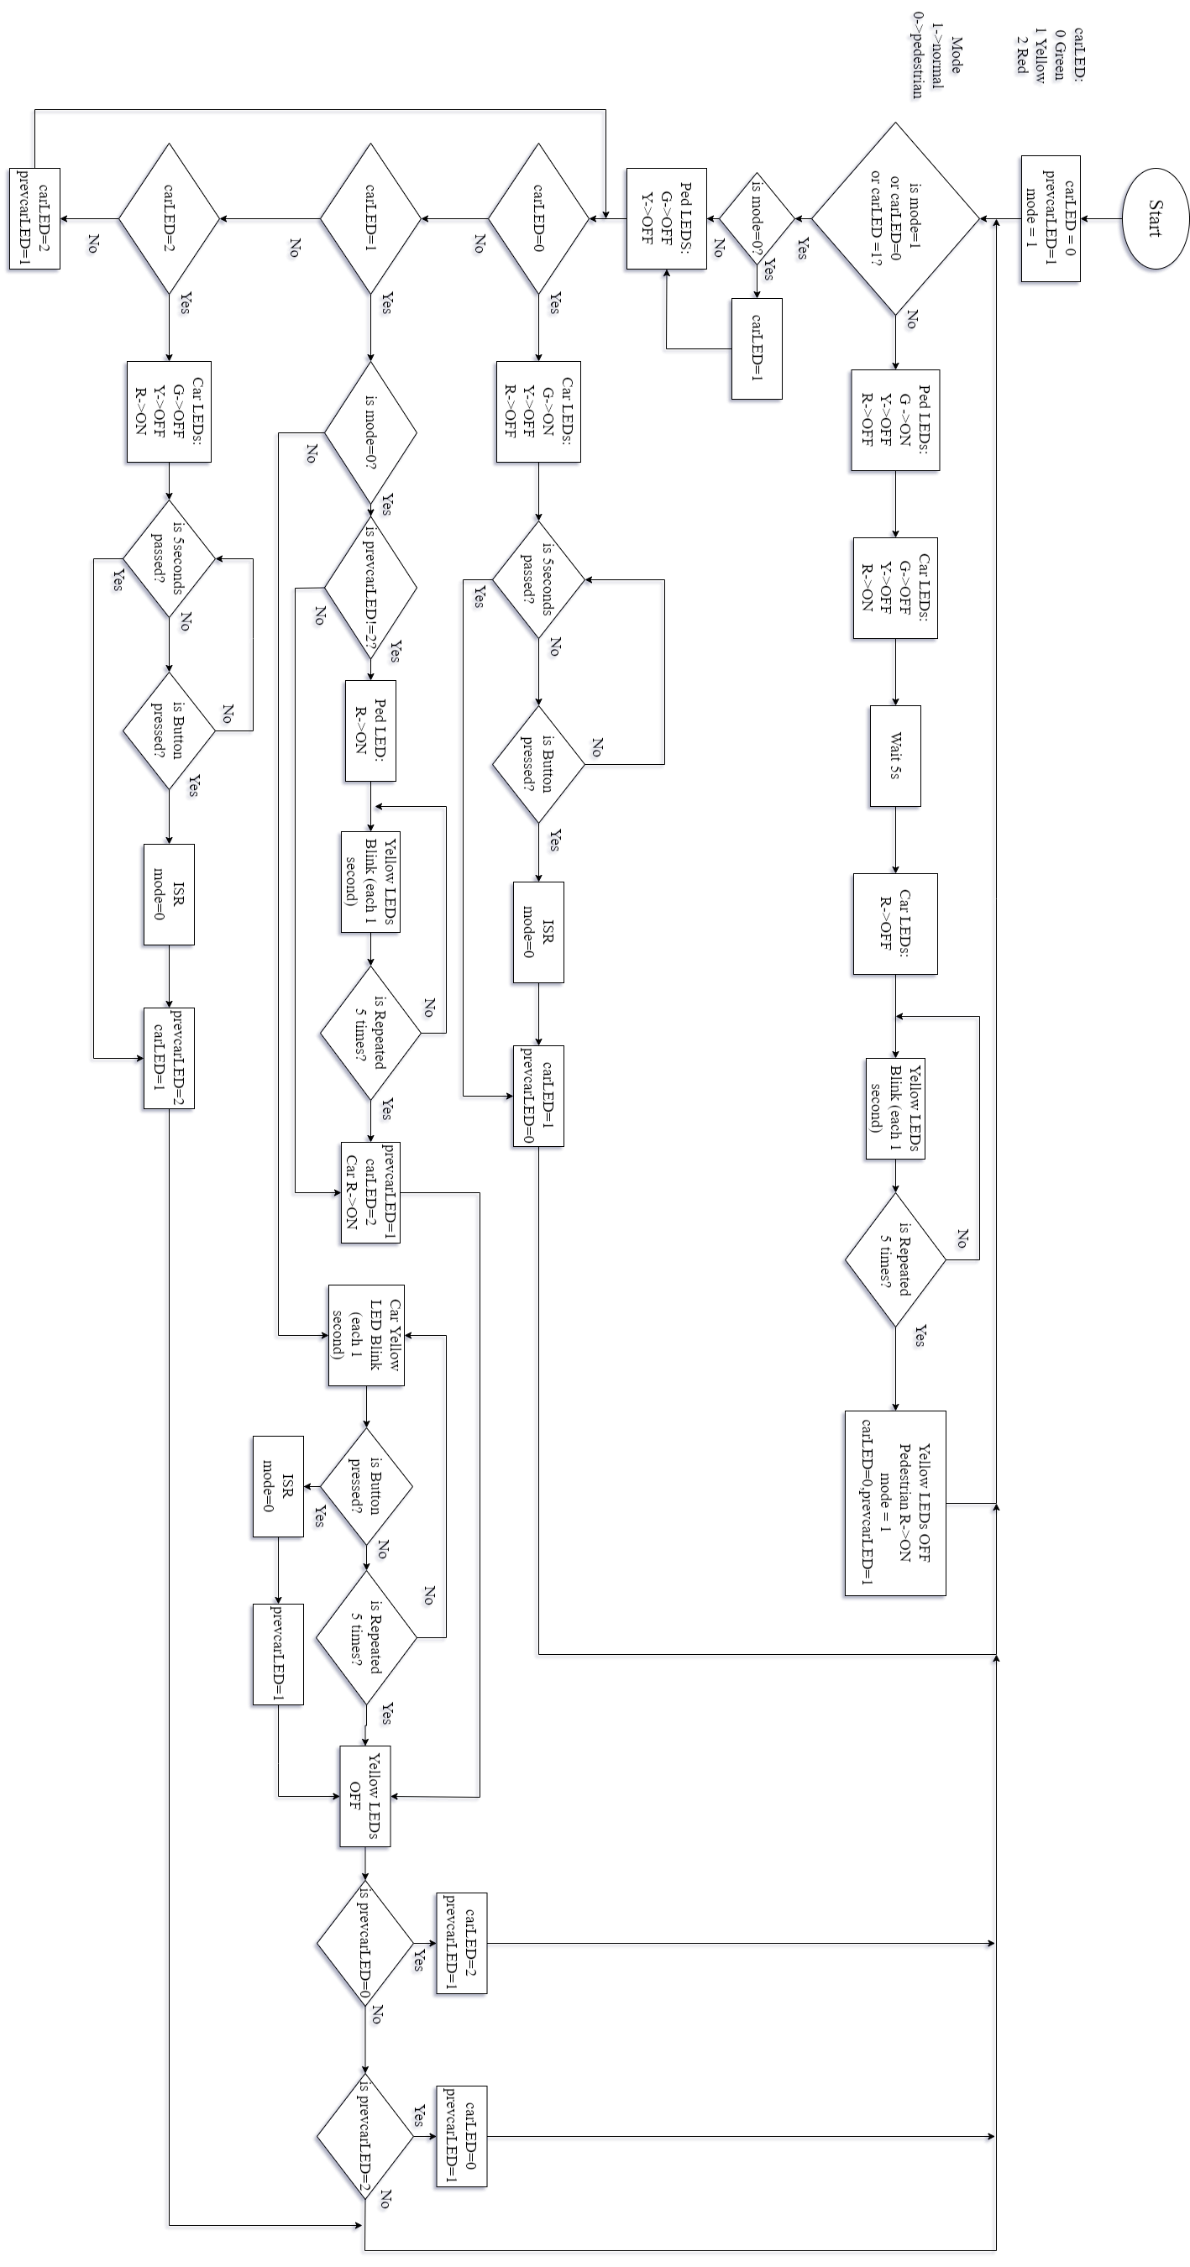 Start
carLED:
0 Green
1 Yellow
2 Red
carLED = 0
prevcarLED=1
mode = 1
Mode
1->normal
0->pedestrian
is mode=1
or carLED=0
or carLED =1?
No
Yes
Ped LEDs:
G ->ON
Y->OFF
R->OFF
Car LEDs:
G->OFF
Y->OFF
R->ON
Wait 5s
Car LEDs:
R->OFF
Yellow LEDs
Blink (each 1
second)
is Repeated
5 times?
No
Yes
Yellow LEDs OFF
Pedestrian R->ON
mode = 1
carLED=0,prevcarLED=1
is mode=0?
Yes
No
carLED=1
Ped LEDS:
G->OFF
Y->OFF
carLED=0
Yes
No
Car LEDs:
G->ON
Y->OFF
R->OFF
is 5seconds
passed?
No
Yes
is Button
pressed?
No
Yes
ISR
mode=0
carLED=1
prevcarLED=0
carLED=1
Yes
No
is mode=0?
Yes
No
is prevcarLED!=2?
Yes
No
Ped LED:
R->ON
Yellow LEDs
Blink (each 1
second)
is Repeated
5 times?
No
Yes
prevcarLED=1
carLED=2
Car R->ON
Car Yellow
LED Blink
(each 1
second)
is Button
pressed?
No
Yes
ISR
mode=0
prevcarLED=1
is Repeated
5 times?
No
Yes
Yellow LEDs
OFF
is prevcarLED=0
Yes
No
carLED=2
prevcarLED=1
is prevcarLED=2
Yes
No
carLED=0
prevcarLED=1
carLED=2
Yes
No
Car LEDs:
G->OFF
Y->OFF
R->ON
is 5seconds
passed?
No
Yes
is Button
pressed?
No
Yes
ISR
mode=0
prevcarLED=2
carLED=1
carLED=2
prevcarLED=1